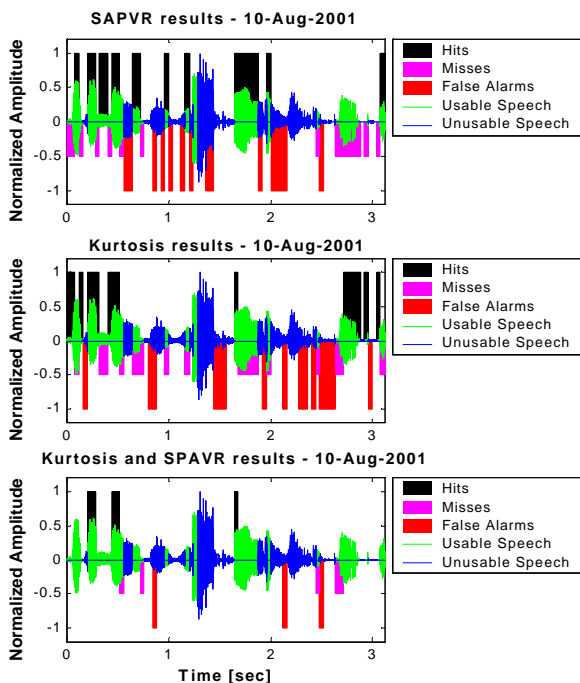 SAPVR results - 10-Aug-2001
Normalized Amplitude
1
0.5
0
-0.5
-1
0
1
2
3
Hits
Misses
False Alarms
Usable Speech
Unusable Speech
Kurtosis results - 10-Aug-2001
Normalized Amplitude
1
0.5
0
-0.5
-1
0
1
2
3
Hits
Misses
False Alarms
Usable Speech
Unusable Speech
Kurtosis and SPAVR results - 10-Aug-2001
Normalized Amplitude
1
0.5
0
-0.5
-1
0
1
2
3
Time [sec]
Hits
Misses
False Alarms
Usable Speech
Unusable Speech